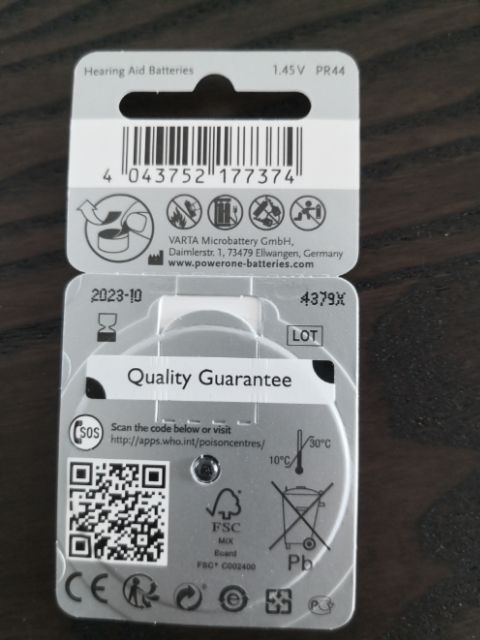 Hearing Aid Batteries 1.45V PR44
4 043752 177374
VARTA Microbattery GmbH,
Daimlerstr. 1, 73479 Ellwangen, Germany
www.powerone-batteries.com
2023-10 4379X
LOT
Quality Guarantee
SOS
Scan the code below or visit
http://apps.who.int/poisoncentres/
30°C
10°C
FSC
MIX
Board
FSC® C002400
Pb
CE